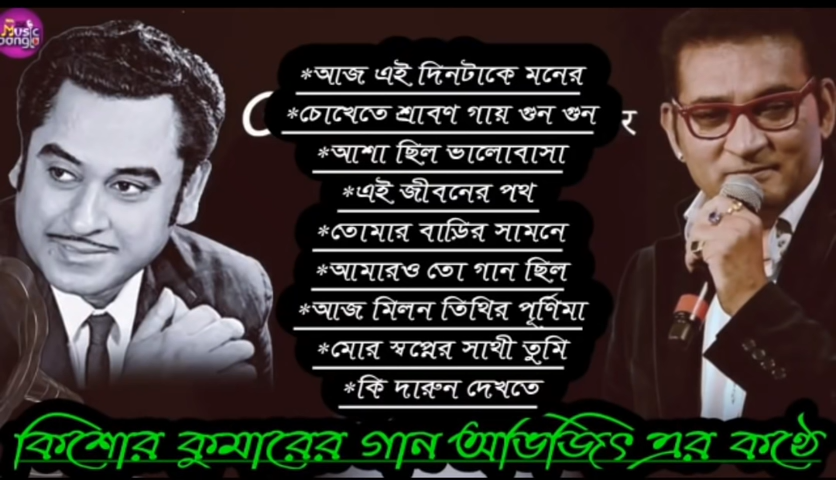 Music
bangla
*আজ এই দিনটাকে মনের
*চোখেতে শ্রাবণ গায় গুন গুন
*আশা ছিল ভালোবাসা
*এই জীবনের পথ
*তোমার বাড়ির সামনে
*আমারও তো গান ছিল
*আজ মিলন তিথির পূর্ণিমা
*মোর স্বপ্নের সাথী তুমি
*কি দারুন দেখতে
কিশোর কুমারের গান অভিজিৎ এর কন্ঠে